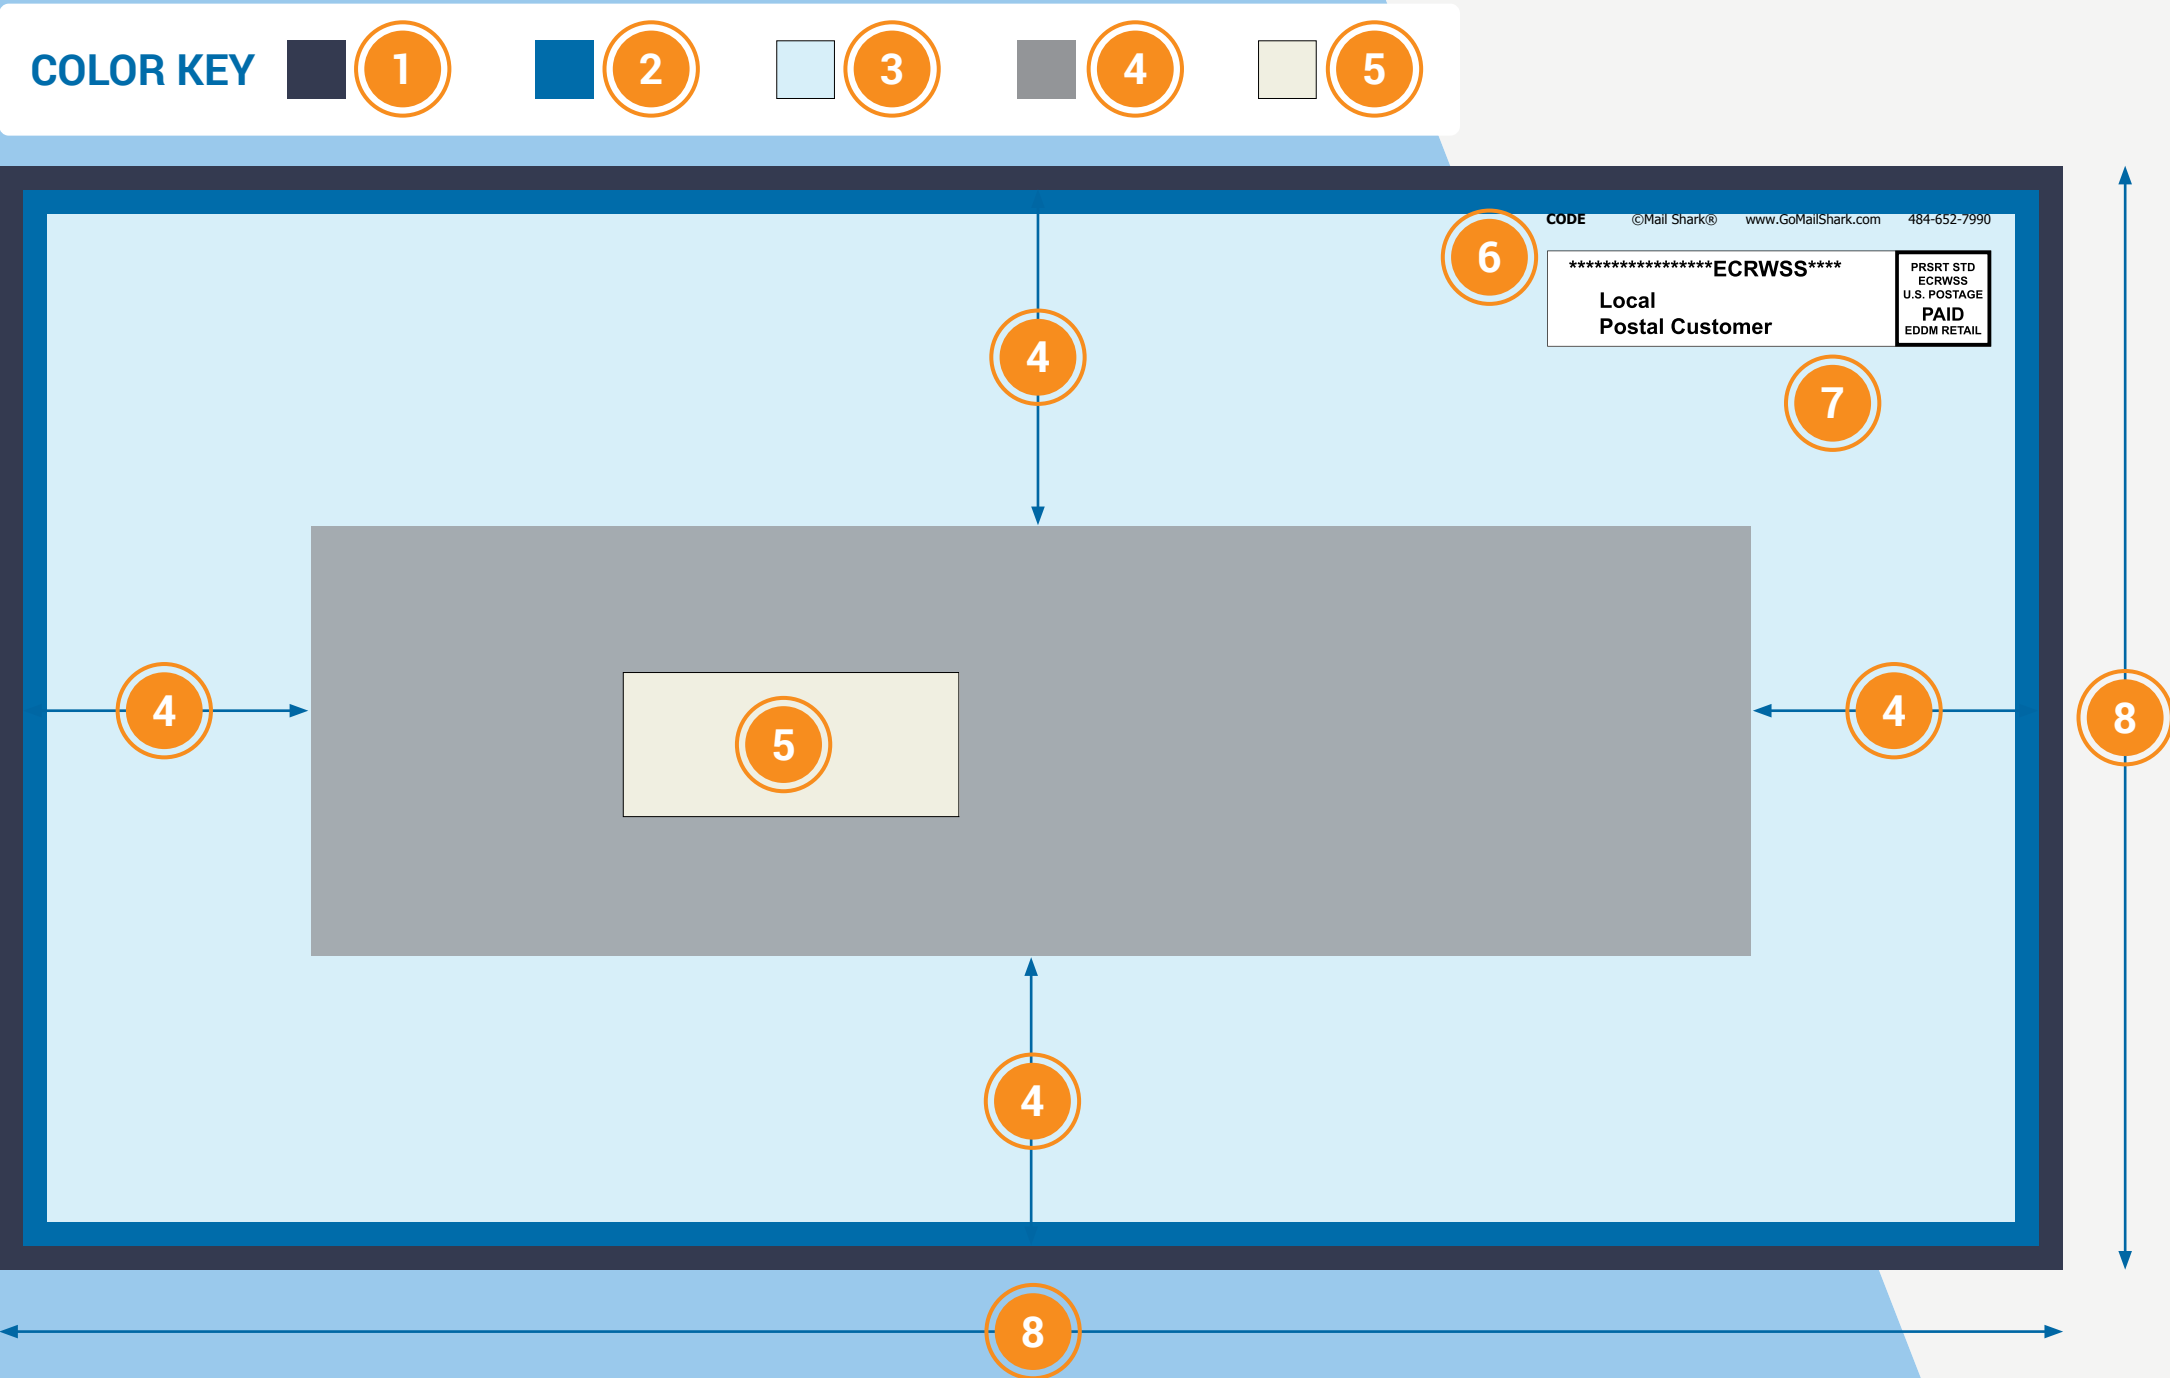 COLOR KEY 1 2 3 4 5
CODE ©Mail Shark® www.GoMailShark.com 484-652-7990
6
*****************ECRWSS****
Local
Postal Customer
PRSRT STD
ECRWSS
U.S. POSTAGE
PAID
EDDM RETAIL
7
4
4
5
4
8
4
8